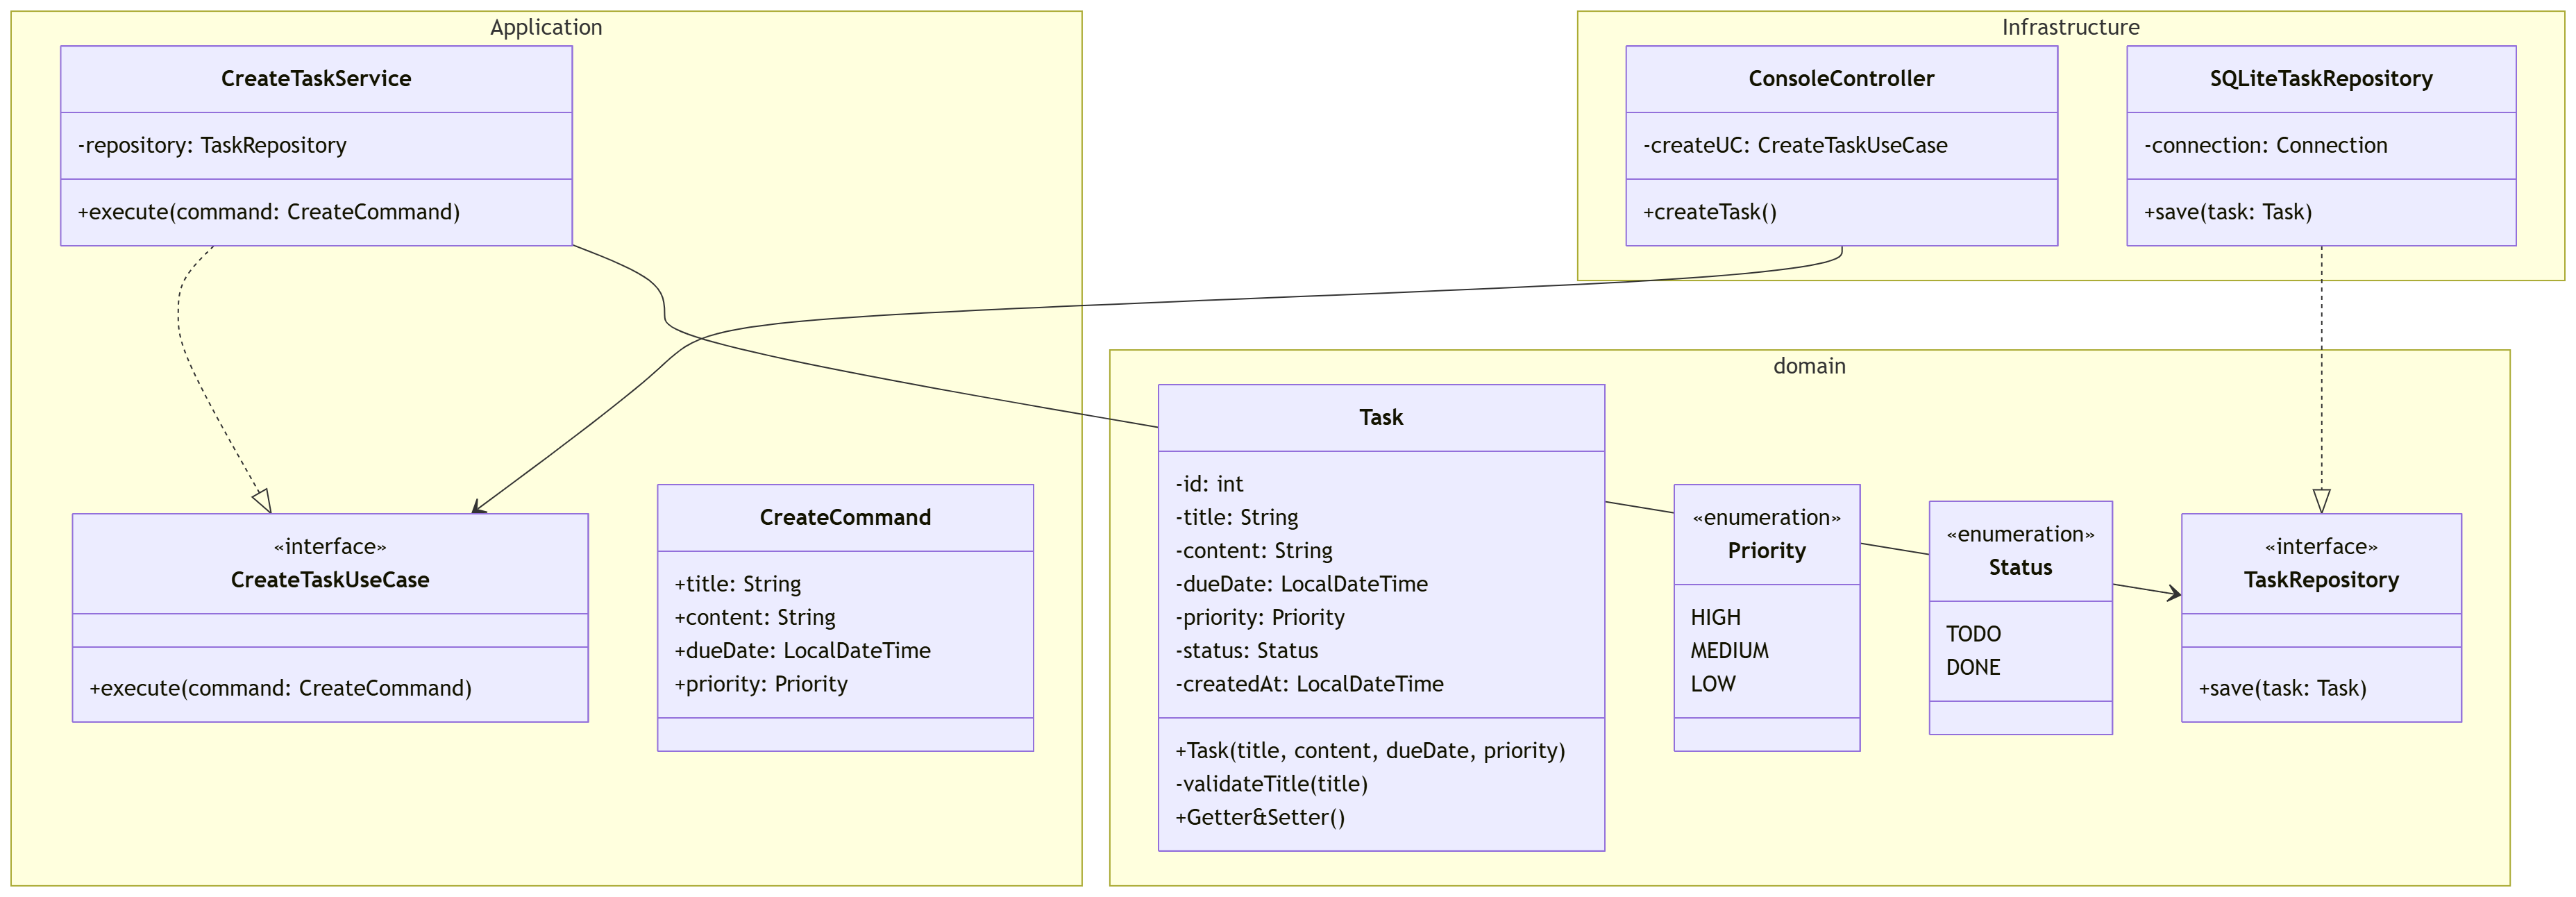 Application
CreateTaskService
-repository: TaskRepository
+execute(command: CreateCommand)
«interface»
CreateTaskUseCase
+execute(command: CreateCommand)
CreateCommand
+title: String
+content: String
+dueDate: LocalDateTime
+priority: Priority
Infrastructure
ConsoleController
-createUC: CreateTaskUseCase
+createTask()
SQLiteTaskRepository
-connection: Connection
+save(task: Task)
domain
Task
-id: int
-title: String
-content: String
-dueDate: LocalDateTime
-priority: Priority
-status: Status
-createdAt: LocalDateTime
+Task(title, content, dueDate, priority)
-validateTitle(title)
+Getter&Setter()
«enumeration»
Priority
HIGH
MEDIUM
LOW
«enumeration»
Status
TODO
DONE
«interface»
TaskRepository
+save(task: Task)